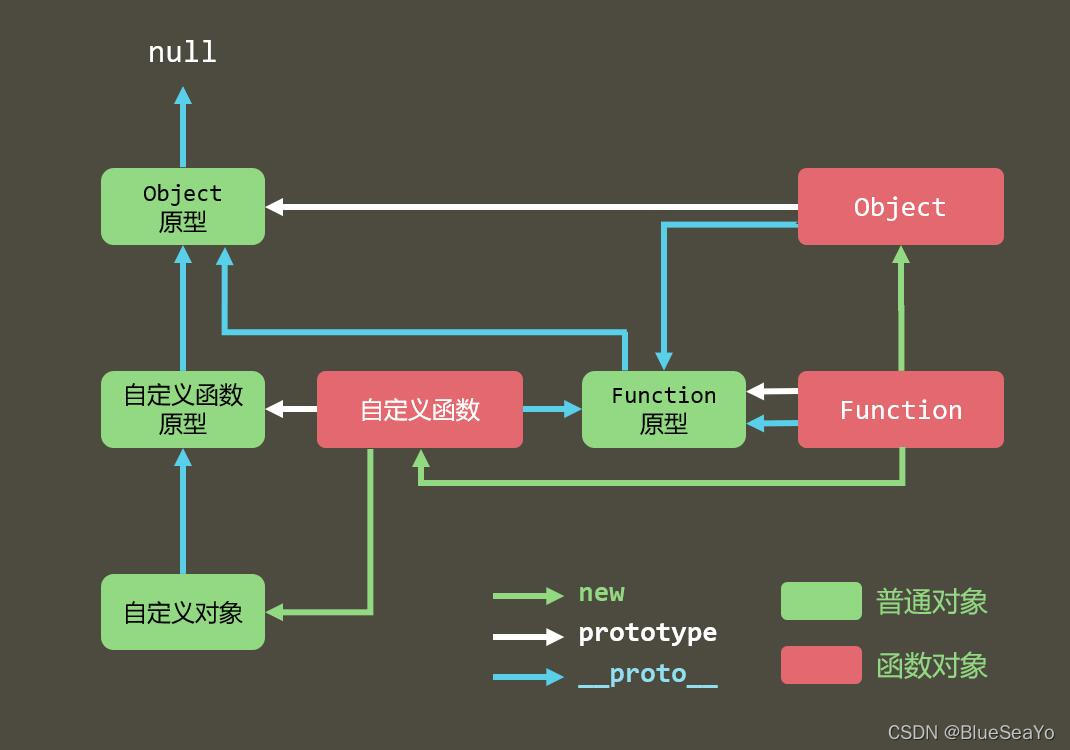 null
Object
原型
Object
自定义函数
原型
自定义函数
Function
原型
Function
自定义对象
new
prototype
__proto__
普通对象
函数对象
CSDN @BlueSeaYo